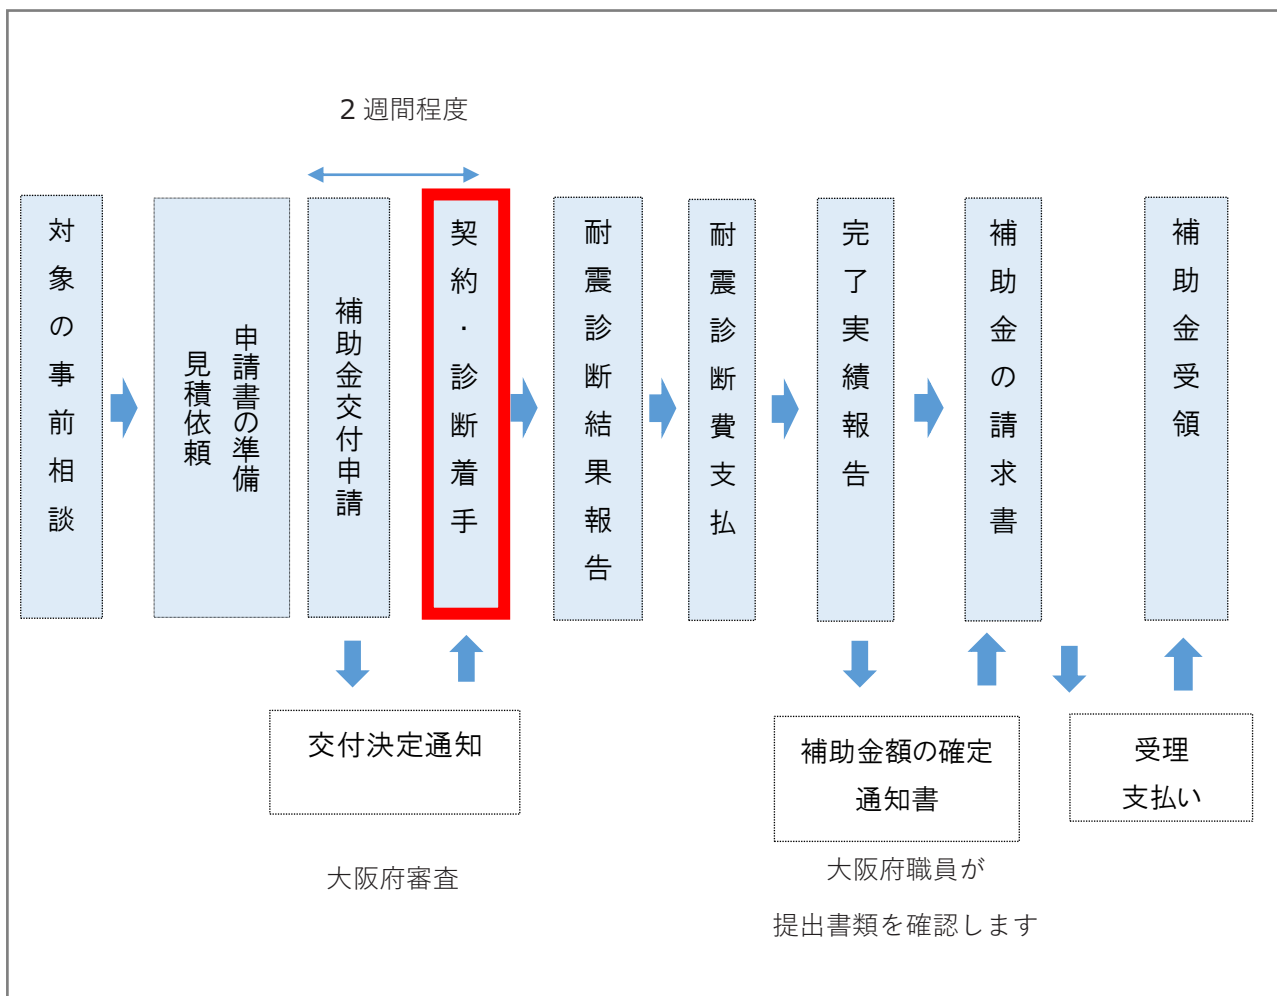 2週間程度
対象の事前相談
申請書の準備
見積依頼
補助金交付申請
契約・診断着手
耐震診断結果報告
耐震診断費支払
完了実績報告
補助金の請求書
補助金受領
交付決定通知
補助金額の確定
通知書
受理
支払い
大阪府審査
大阪府職員が
提出書類を確認します